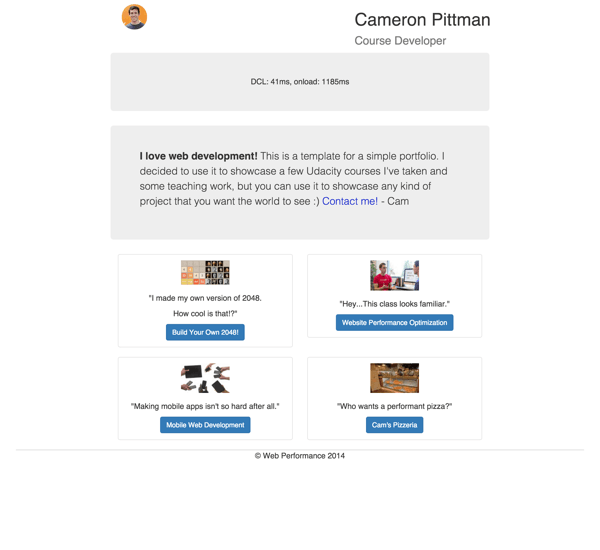 Cameron Pittman
Course Developer
DCL: 41ms, onload: 1185ms
I love web development! This is a template for a simple portfolio. I
decided to use it to showcase a few Udacity courses I've taken and
some teaching work, but you can use it to showcase any kind of
project that you want the world to see :) Contact me! - Cam
"I made my own version of 2048.
How cool is that!?"
Build Your Own 2048!
"Hey...This class looks familiar."
Website Performance Optimization
"Making mobile apps isn't so hard after all."
Mobile Web Development
"Who wants a performant pizza?"
Cam's Pizzeria
© Web Performance 2014